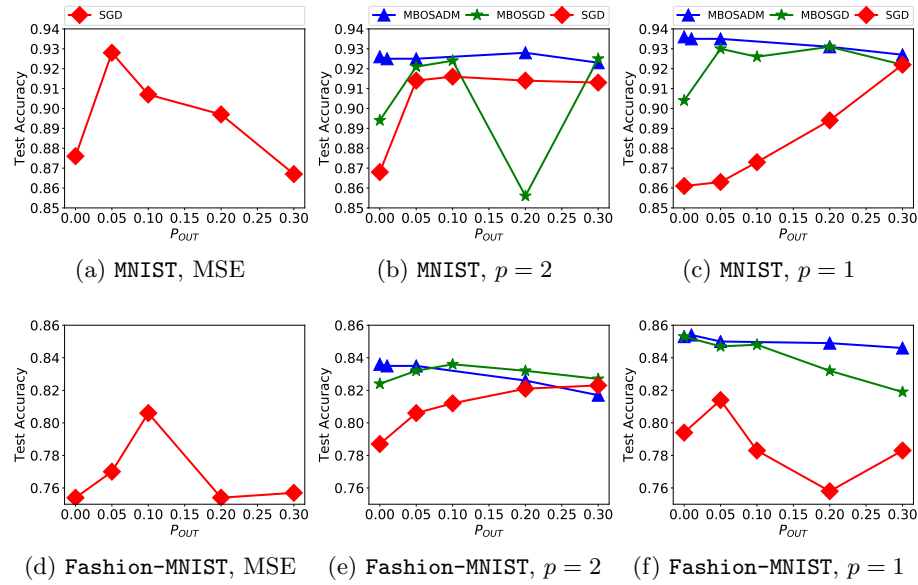 SGD
0.94
0.93
0.92
0.91
0.90
0.89
0.88
0.87
0.86
0.85
Test Accuracy
0.00 0.05 0.10 0.15 0.20 0.25 0.30
P_OUT
(a) MNIST, MSE
MBOSADM MBOSGD SGD
0.94
0.93
0.92
0.91
0.90
0.89
0.88
0.87
0.86
0.85
Test Accuracy
0.00 0.05 0.10 0.15 0.20 0.25 0.30
P_OUT
(b) MNIST, p = 2
MBOSADM MBOSGD SGD
0.94
0.93
0.92
0.91
0.90
0.89
0.88
0.87
0.86
0.85
Test Accuracy
0.00 0.05 0.10 0.15 0.20 0.25 0.30
P_OUT
(c) MNIST, p = 1
0.86
0.84
0.82
0.80
0.78
0.76
Test Accuracy
0.00 0.05 0.10 0.15 0.20 0.25 0.30
P_OUT
(d) Fashion-MNIST, MSE
0.86
0.84
0.82
0.80
0.78
0.76
Test Accuracy
0.00 0.05 0.10 0.15 0.20 0.25 0.30
P_OUT
(e) Fashion-MNIST, p = 2
0.86
0.84
0.82
0.80
0.78
0.76
Test Accuracy
0.00 0.05 0.10 0.15 0.20 0.25 0.30
P_OUT
(f) Fashion-MNIST, p = 1